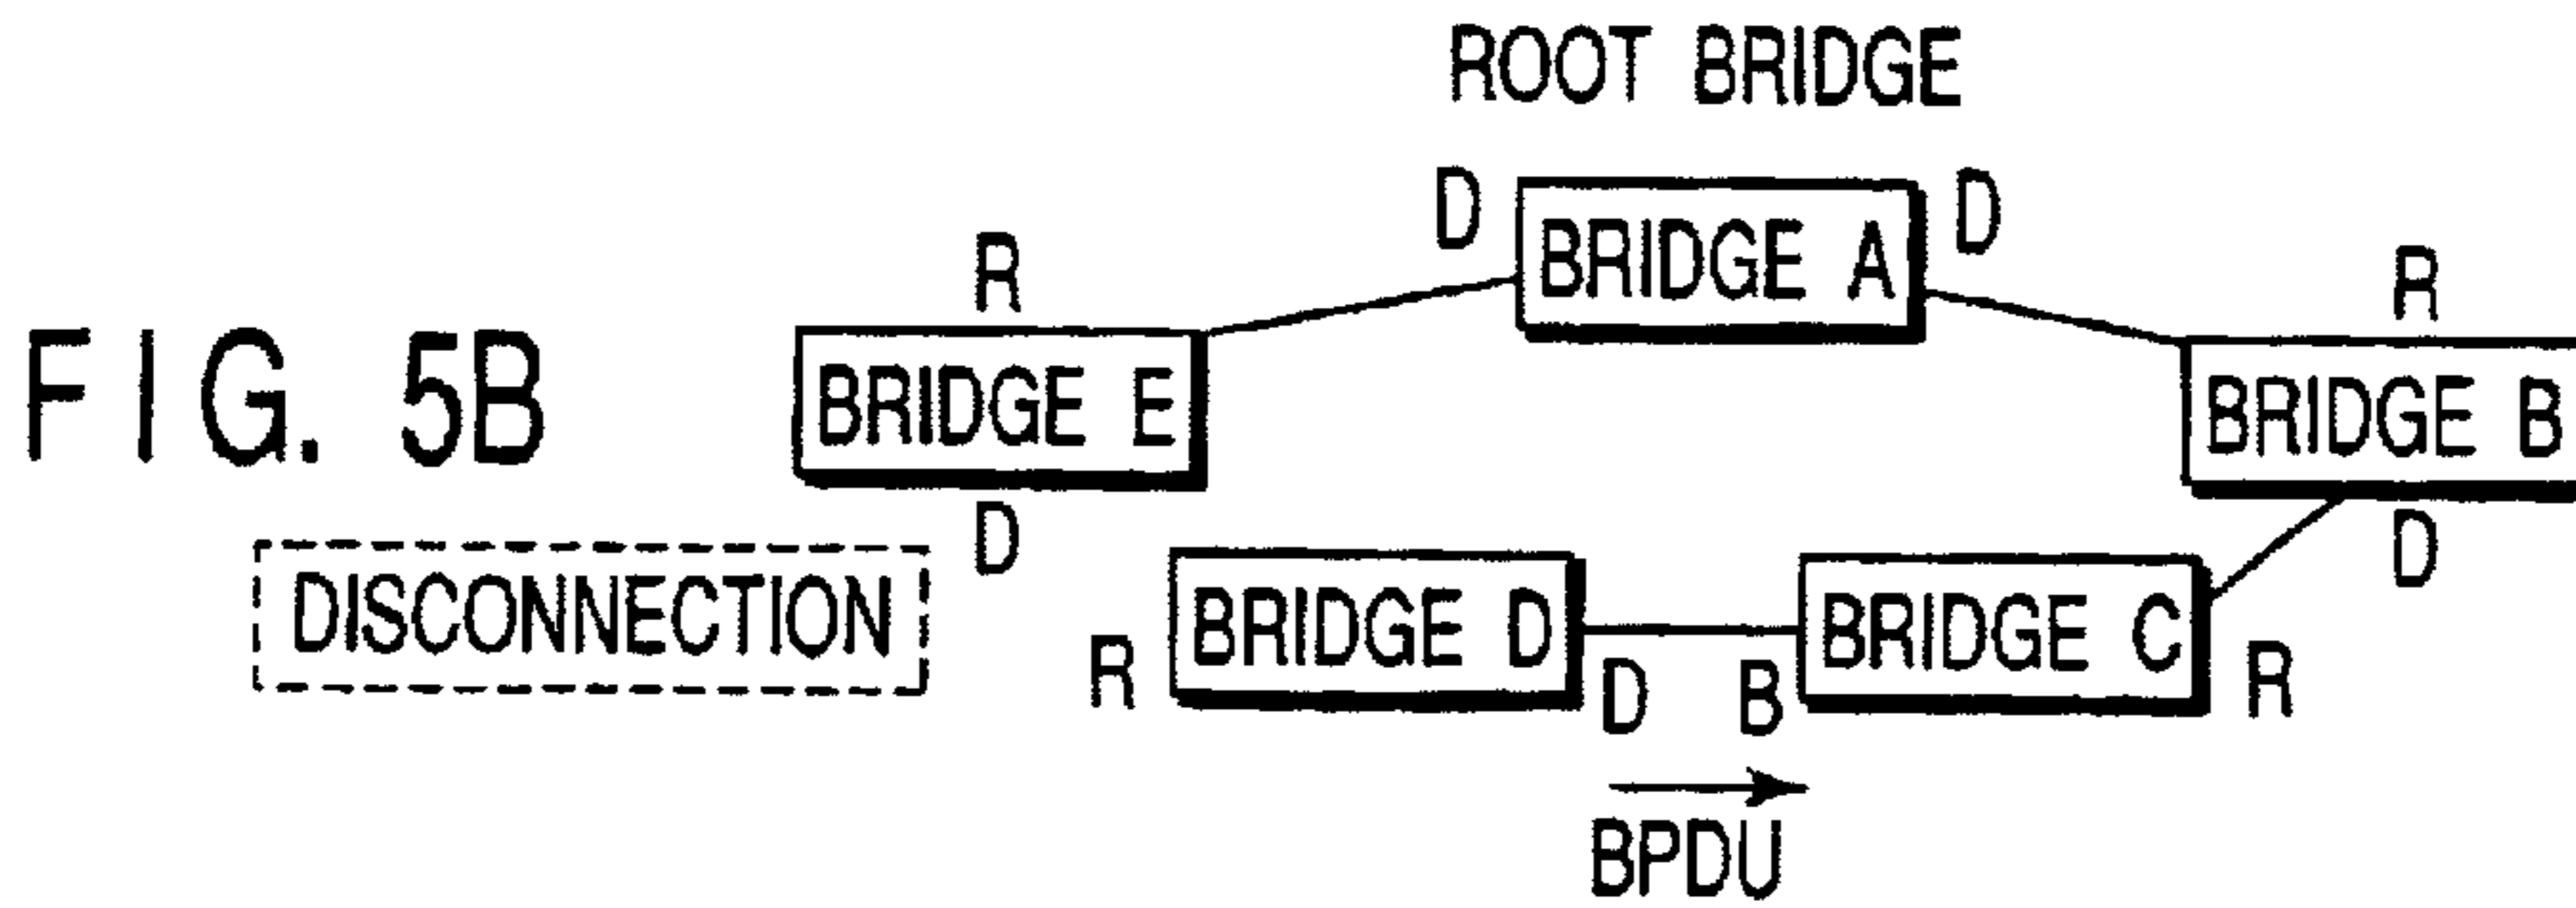 FIG. 5B
ROOT BRIDGE
D
BRIDGE A
D
R
BRIDGE E
D
R
BRIDGE B
D
DISCONNECTION
R
BRIDGE D
D
B
BRIDGE C
R
BPDU